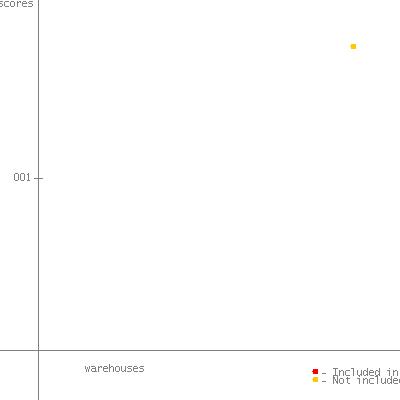 scores
001
warehouses
- Included in
- Not included